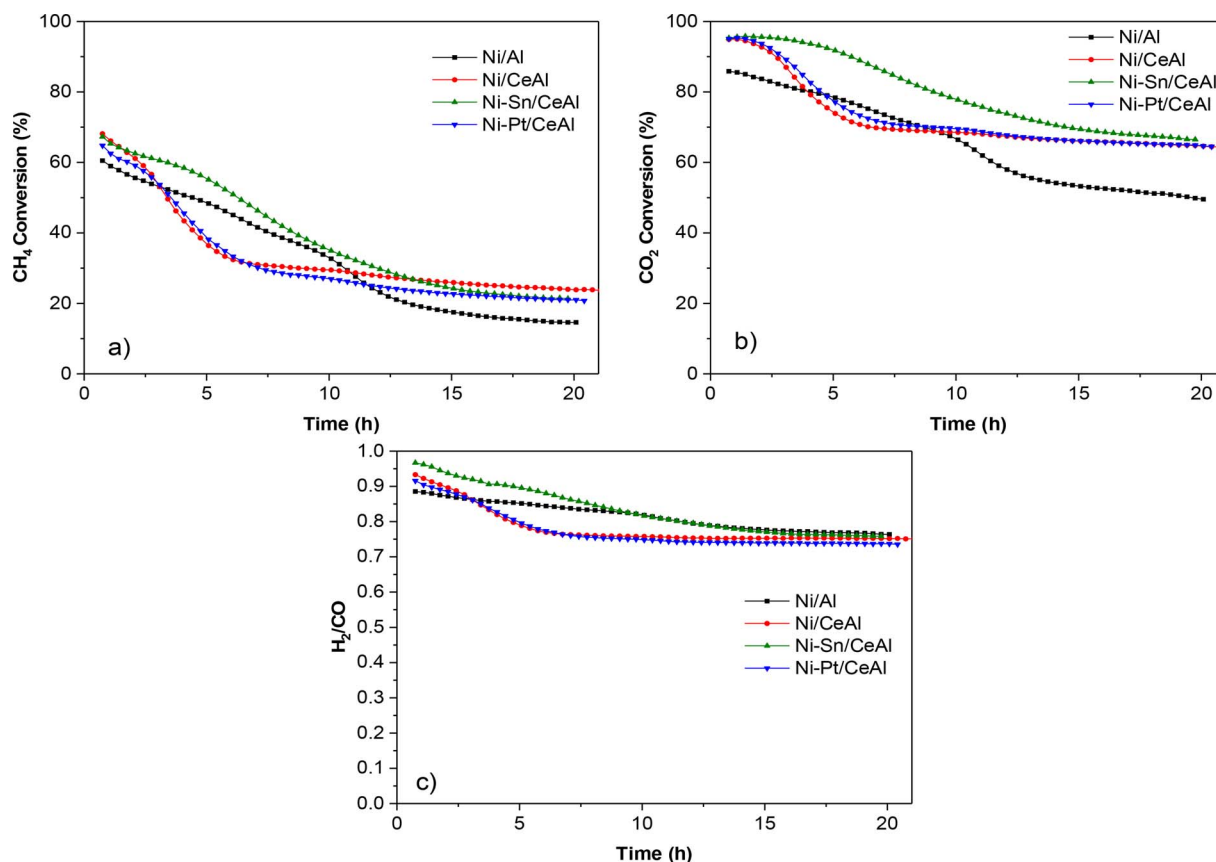 100
80
60
40
20
0
CH₄ Conversion (%)
Ni/Al
Ni/CeAl
Ni-Sn/CeAl
Ni-Pt/CeAl
a)
0 5 10 15 20
Time (h)
100
80
60
40
20
0
CO₂ Conversion (%)
Ni/Al
Ni/CeAl
Ni-Sn/CeAl
Ni-Pt/CeAl
b)
0 5 10 15 20
Time (h)
1.0
0.9
0.8
0.7
0.6
0.5
0.4
0.3
0.2
0.1
0.0
H₂/CO
Ni/Al
Ni/CeAl
Ni-Sn/CeAl
Ni-Pt/CeAl
c)
0 5 10 15 20
Time (h)